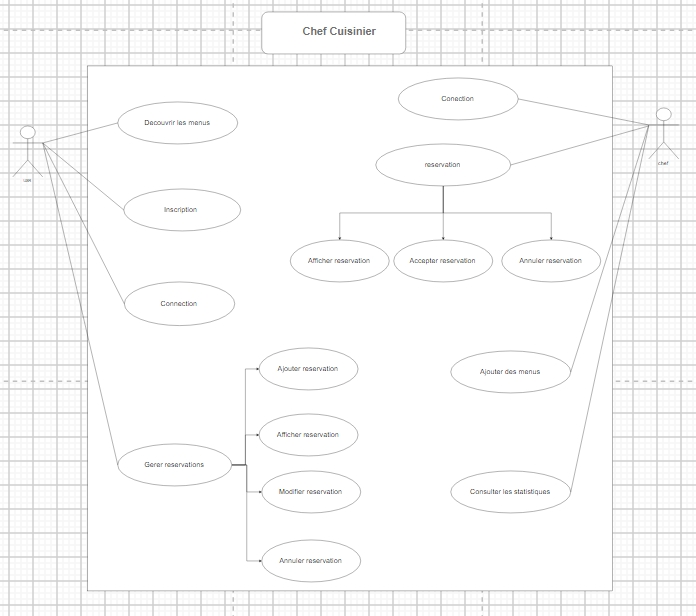 Chef Cuisinier
Decouvrir les menus
Inscription
Connection
Gerer reservations
Ajouter reservation
Afficher reservation
Modifier reservation
Annuler reservation
Conection
reservation
Afficher reservation
Accepter reservation
Annuler reservation
Ajouter des menus
Consulter les statistiques
use
chef